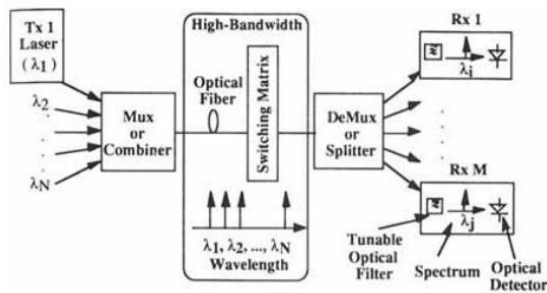 Tx 1
Laser
(λ1)
λ2
λN
Mux
or
Combiner
High-Bandwidth
Optical
Fiber
Switching Matrix
λ1, λ2, ..., λN
Wavelength
DeMux
or
Splitter
Rx 1
λi
Rx M
λj
Tunable
Optical
Filter
Spectrum
Optical
Detector